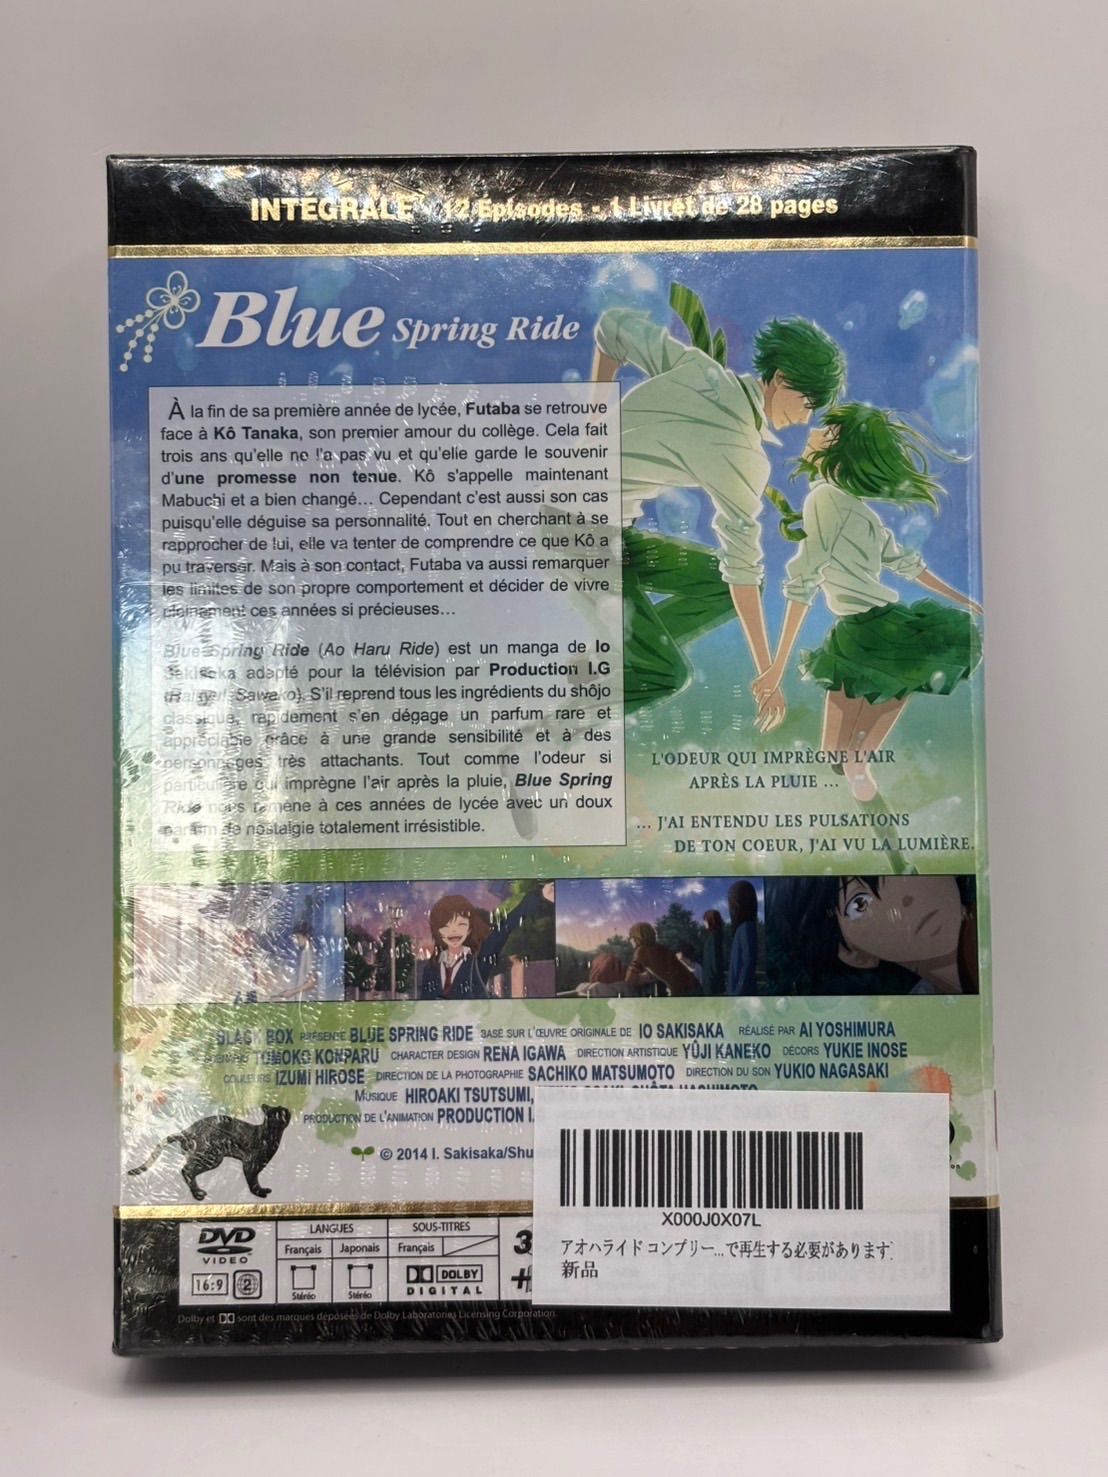 INTEGRALE - 12 Episodes - 1 Livret de 28 pages
Blue Spring Ride
À la fin de sa première année de lycée, Futaba se retrouve
face à Kô Tanaka, son premier amour du collège. Cela fait
trois ans qu'elle ne l'a pas vu et qu'elle garde le souvenir
d'une promesse non tenue. Kô s'appelle maintenant
Mabuchi et a bien changé... Cependant c'est aussi son cas
puisqu'elle déguise sa personnalité. Tout en cherchant à se
rapprocher de lui, elle va tenter de comprendre ce que Kô a
pu traverser. Mais à son contact, Futaba va aussi remarquer
les limites de son propre comportement et décider de vivre
pleinement ces années si précieuses...
Blue Spring Ride (Ao Haru Ride) est un manga de Io
Sakisaka adapté pour la télévision par Production I.G
(Haikyu!, Sawako). S'il reprend tous les ingrédients du shôjo
classique, rapidement s'en dégage un parfum rare et
appréciable grâce à une grande sensibilité et à des
personnages très attachants. Tout comme l'odeur si
particulière qui imprègne l'air après la pluie, Blue Spring
Ride nous ramène à ces années de lycée avec un doux
parfum de nostalgie totalement irrésistible.
L'ODEUR QUI IMPRÈGNE L'AIR
APRÈS LA PLUIE ...
... J'AI ENTENDU LES PULSATIONS
DE TON COEUR, J'AI VU LA LUMIÈRE.
BLACK BOX PRÉSENTE BLUE SPRING RIDE BASÉ SUR L'ŒUVRE ORIGINALE DE IO SAKISAKA RÉALISÉ PAR AI YOSHIMURA
SCÉNARIO TOMOKO KONPARU CHARACTER DESIGN RENA IGAWA DIRECTION ARTISTIQUE YÛJI KANEKO DÉCORS YUKIE INOSE
COULEURS IZUMI HIROSE DIRECTION DE LA PHOTOGRAPHIE SACHIKO MATSUMOTO DIRECTION DU SON YUKIO NAGASAKI
MUSIQUE HIROAKI TSUTSUMI,
PRODUCTION DE L'ANIMATION PRODUCTION I.
© 2014 I. Sakisaka/Shu
DVD VIDEO
16:9 2
LANGUES SOUS-TITRES
Français Japonais Français
Stéréo Stéréo
DOLBY DIGITAL
3
+
Dolby et sont des marques déposées de Dolby Laboratories Licensing Corporation.
X000J0X07L
アオハライド コンプリー...で再生する必要があります
新品